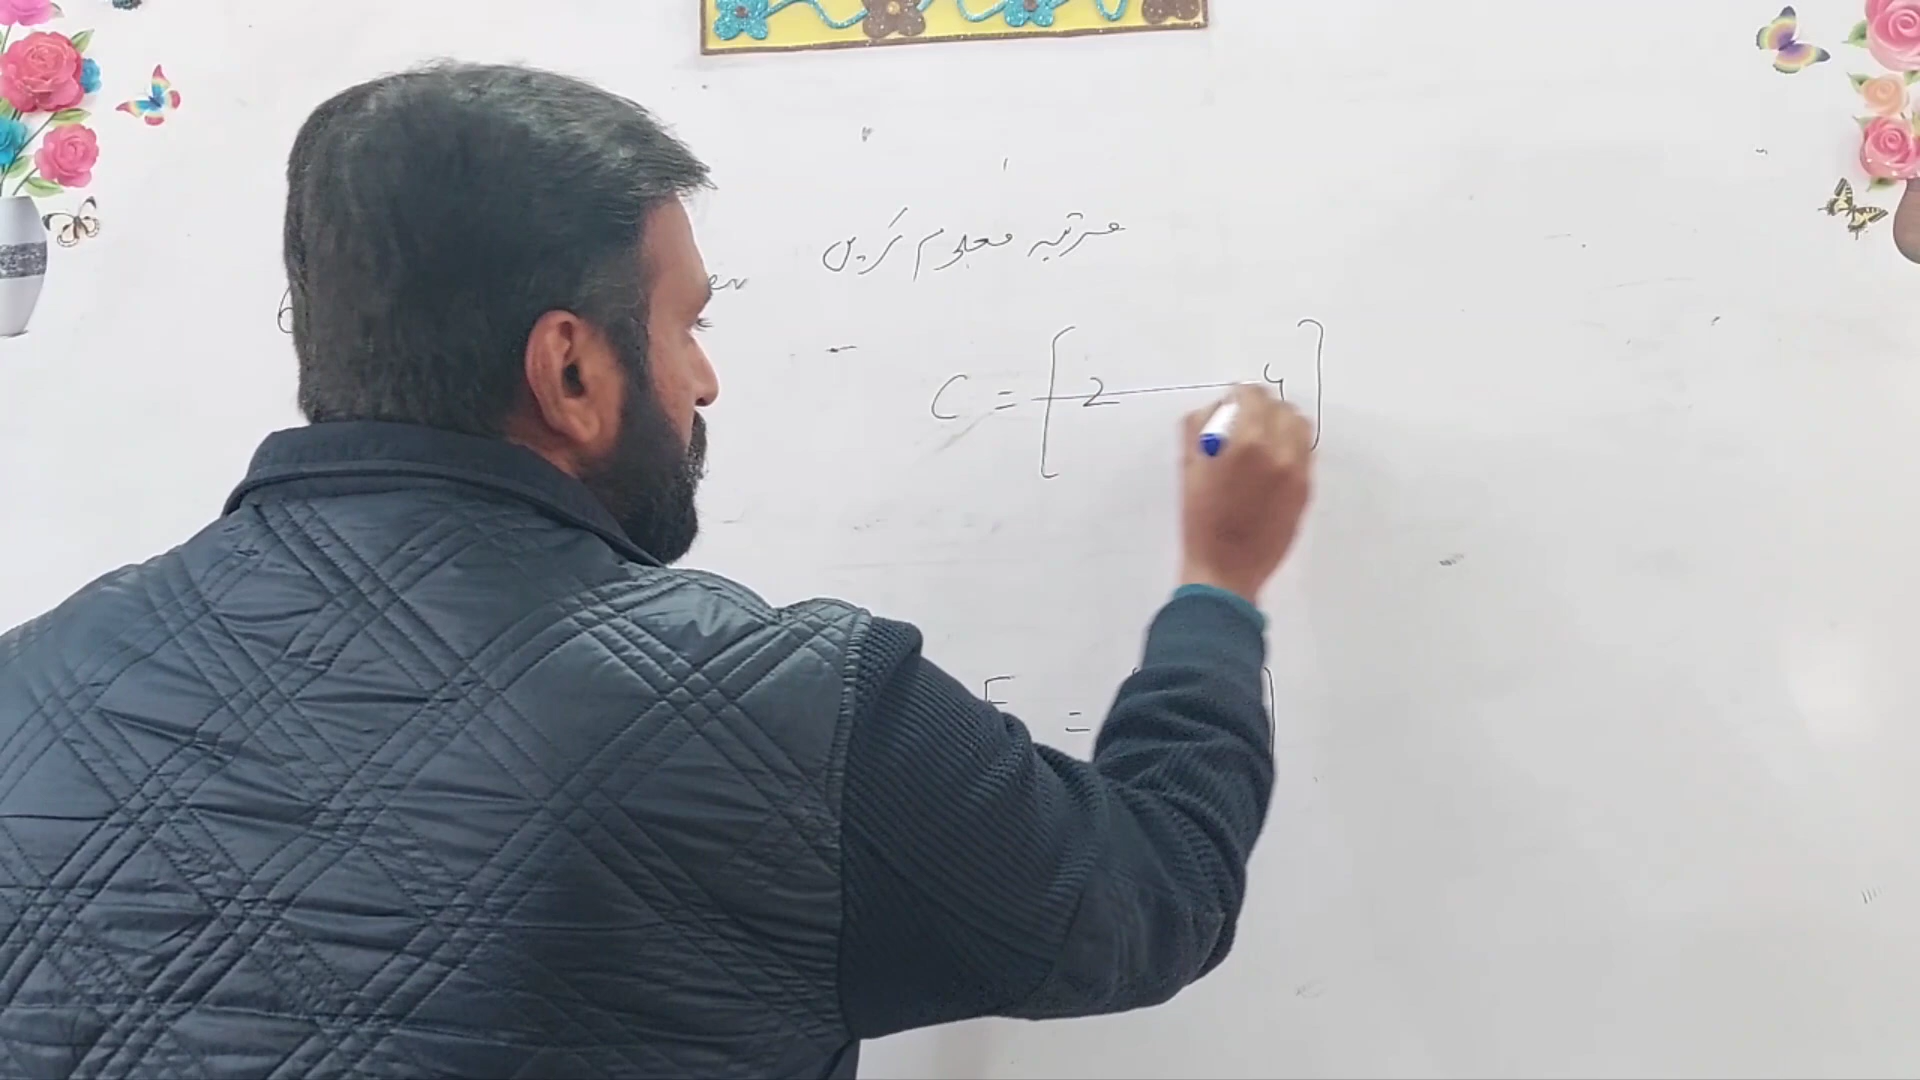 مرتبہ معلوم کریں
C = [ 2 4 ]
E =